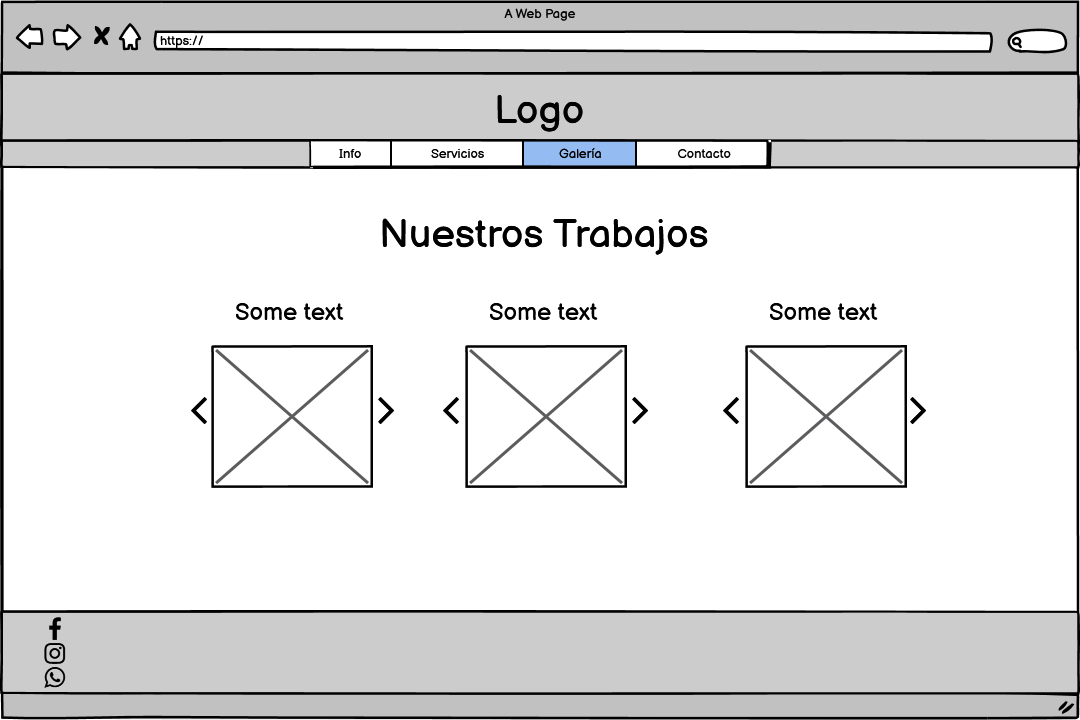 A Web Page
https://
Logo
Info Servicios Galería Contacto
Nuestros Trabajos
Some text Some text Some text